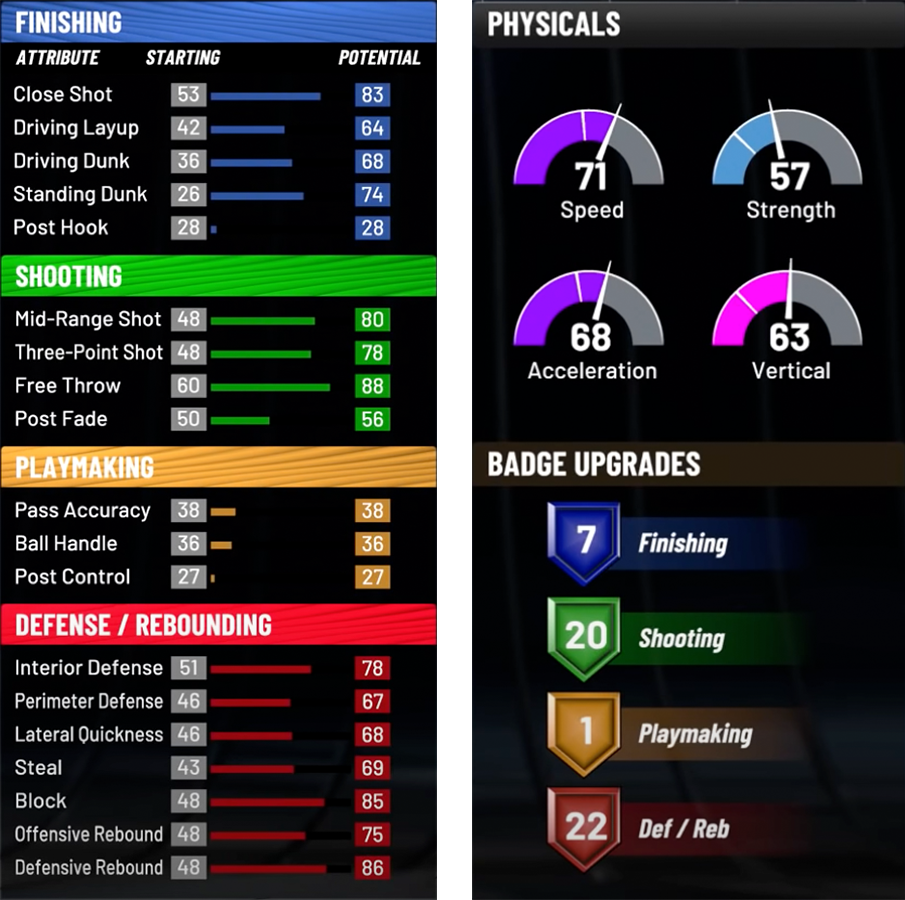 FINISHING
ATTRIBUTE STARTING POTENTIAL
Close Shot 53 83
Driving Layup 42 64
Driving Dunk 36 68
Standing Dunk 26 74
Post Hook 28 28
SHOOTING
Mid-Range Shot 48 80
Three-Point Shot 48 78
Free Throw 60 88
Post Fade 50 56
PLAYMAKING
Pass Accuracy 38 38
Ball Handle 36 36
Post Control 27 27
DEFENSE / REBOUNDING
Interior Defense 51 78
Perimeter Defense 46 67
Lateral Quickness 46 68
Steal 43 69
Block 48 85
Offensive Rebound 48 75
Defensive Rebound 48 86
PHYSICALS
71 57
Speed Strength
68 63
Acceleration Vertical
BADGE UPGRADES
7 Finishing
20 Shooting
1 Playmaking
22 Def / Reb